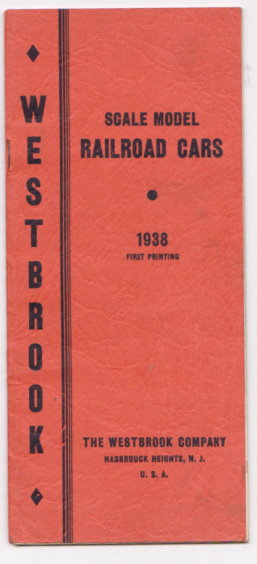 WESTBROOK
SCALE MODEL
RAILROAD CARS
1938
FIRST PRINTING
THE WESTBROOK COMPANY
HASBROUCK HEIGHTS, N. J.
U. S. A.